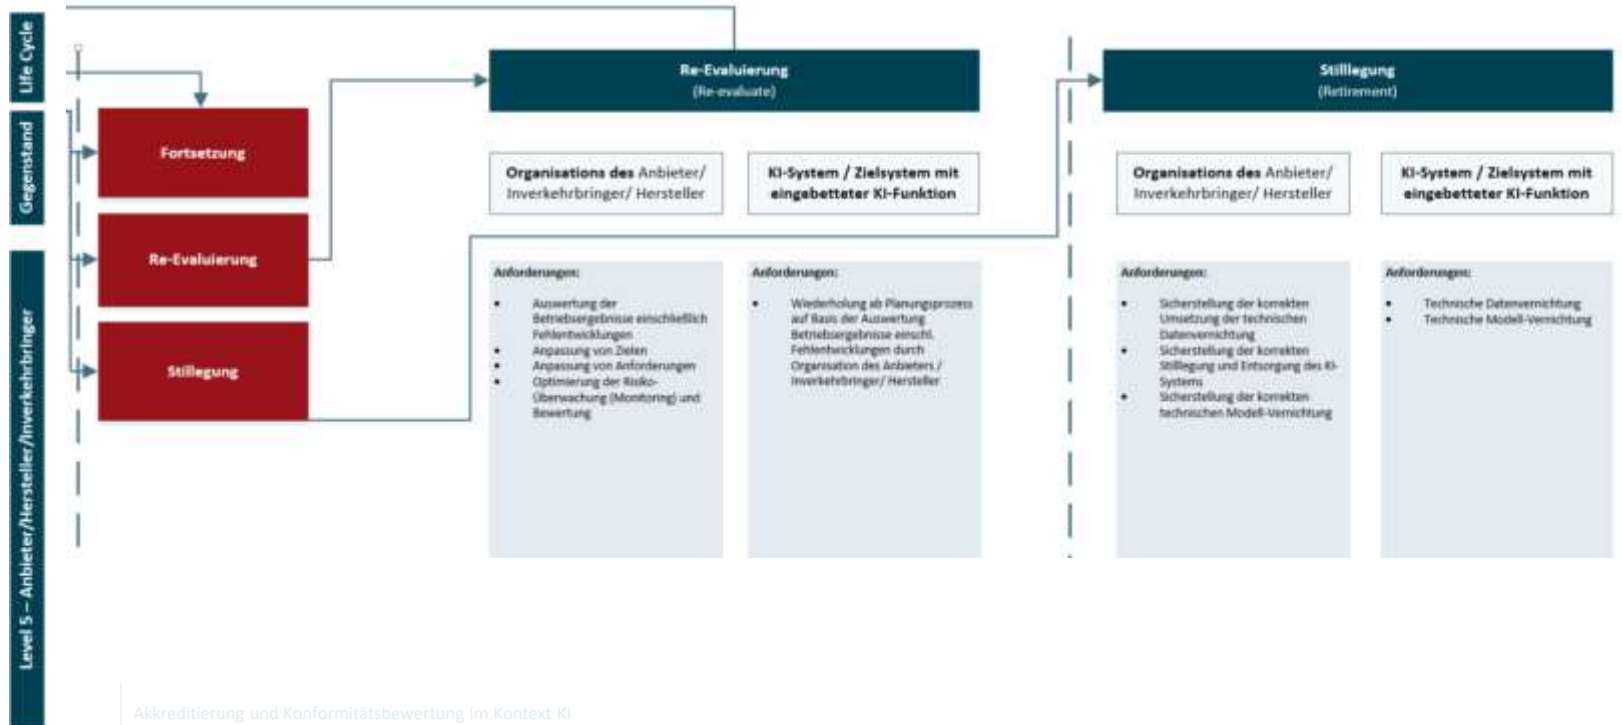 Life Cycle
Gegenstand
Level 5 – Anbieter/Hersteller/Inverkehrbringer
Fortsetzung
Re-Evaluierung
Stillegung
Re-Evaluierung
(Re-evaluate)
Organisations des Anbieter/
Inverkehrbringer/ Hersteller
KI-System / Zielsystem mit
eingebetteter KI-Funktion
Anforderungen:
• Auswertung der
Betriebsergebnisse einschließlich
Fehlentwicklungen
• Anpassung von Zielen
• Anpassung von Anforderungen
• Optimierung der Risiko-
Überwachung (Monitoring) und
Bewertung
Anforderungen:
• Wiederholung ab Planungsprozess
auf Basis der Auswertung
Betriebsergebnisse einschl.
Fehlentwicklungen durch
Organisation des Anbieters /
Inverkehrbringer/ Hersteller
Stilllegung
(Retirement)
Organisations des Anbieter/
Inverkehrbringer/ Hersteller
KI-System / Zielsystem mit
eingebetteter KI-Funktion
Anforderungen:
• Sicherstellung der korrekten
Umsetzung der technischen
Datenvernichtung
• Sicherstellung der korrekten
Stilllegung und Entsorgung des KI-
Systems
• Sicherstellung der korrekten
technischen Modell-Vernichtung
Anforderungen:
• Technische Datenvernichtung
• Technische Modell-Vernichtung
Akkreditierung und Konformitätsbewertung im Kontext KI